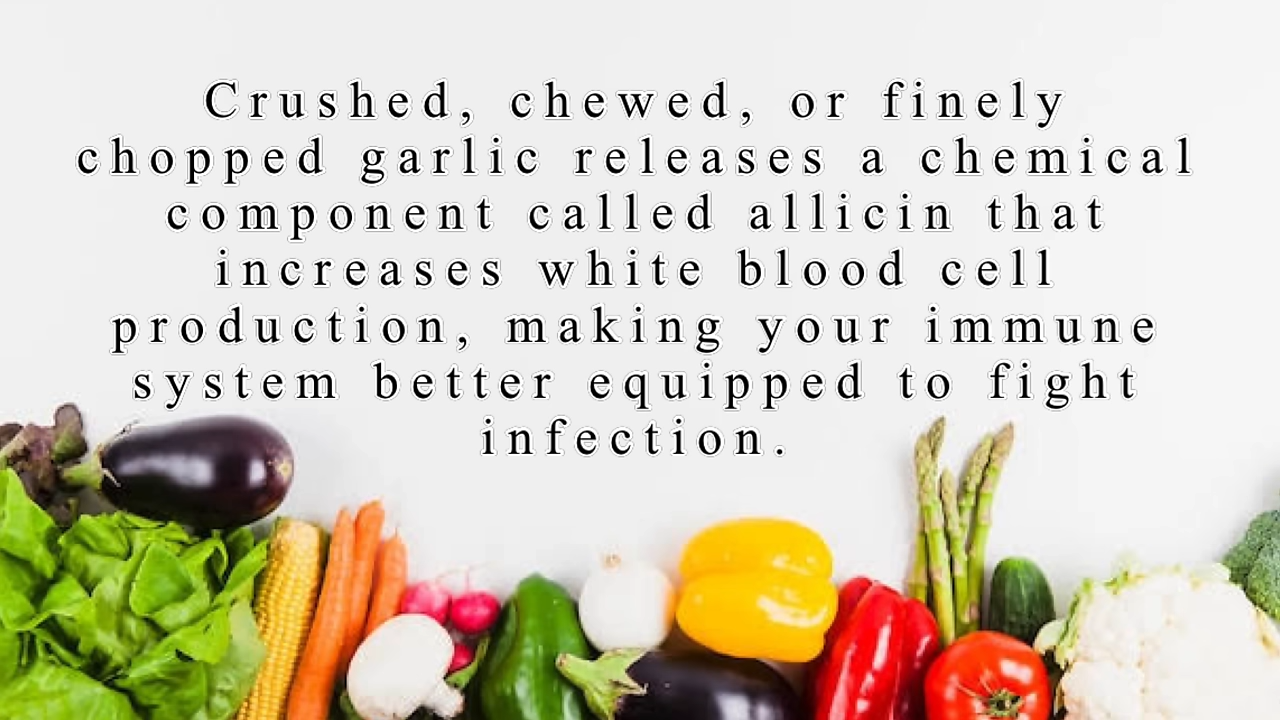 Crushed, chewed, or finely
chopped garlic releases a chemical
component called allicin that
increases white blood cell
production, making your immune
system better equipped to fight
infection.